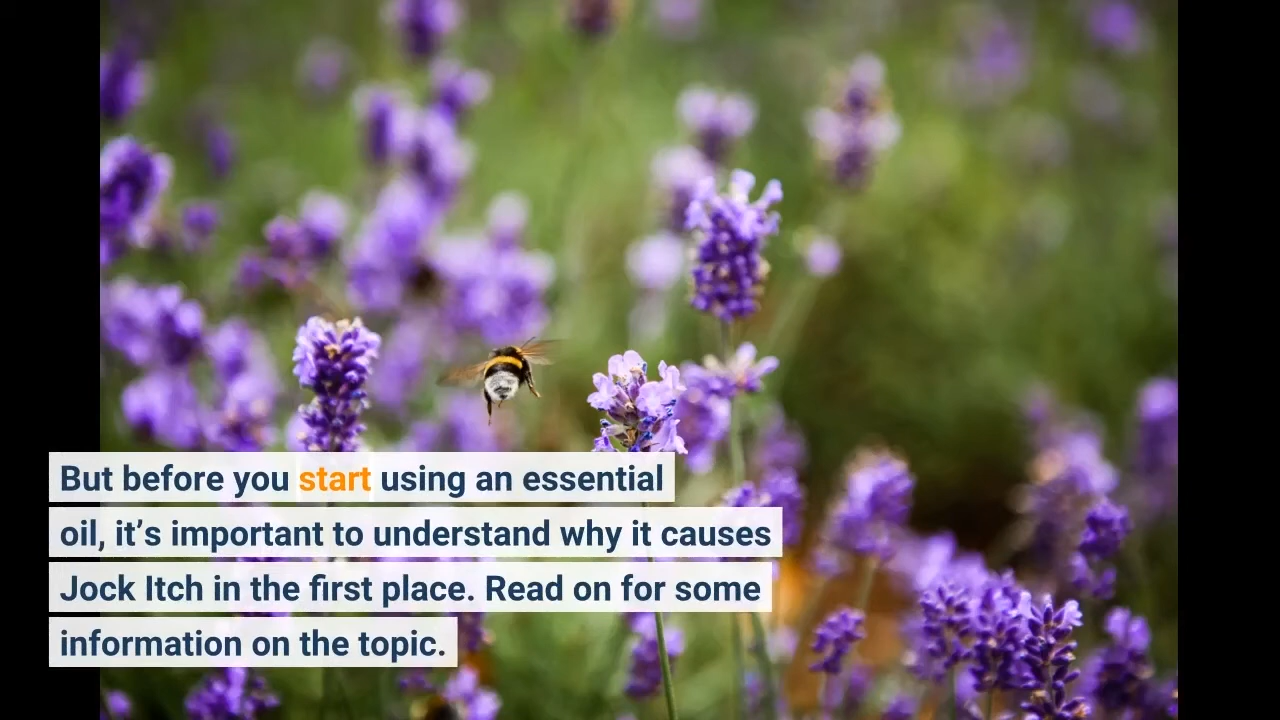 But before you start using an essential
oil, it’s important to understand why it causes
Jock Itch in the first place. Read on for some
information on the topic.